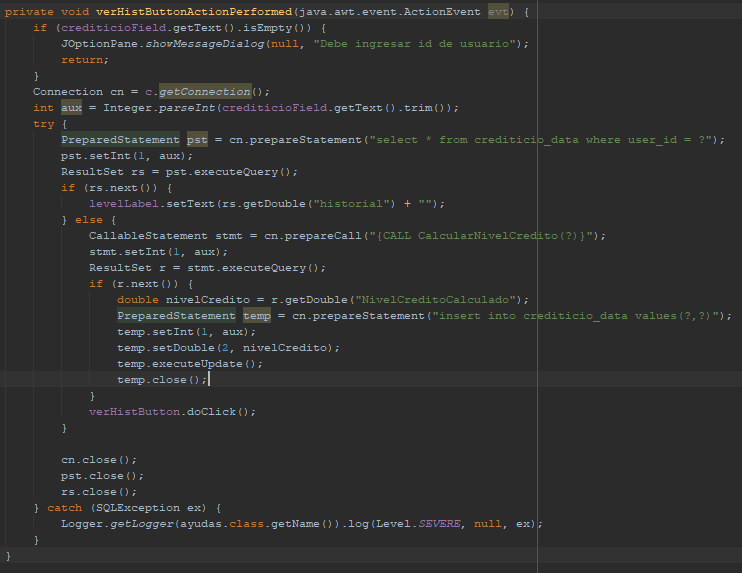 private void verHistButtonActionPerformed(java.awt.event.ActionEvent evt) {
    if (crediticioField.getText().isEmpty()) {
        JOptionPane.showMessageDialog(null, "Debe ingresar id de usuario");
        return;
    }
    Connection cn = c.getConnection();
    int aux = Integer.parseInt(crediticioField.getText().trim());
    try {
        PreparedStatement pst = cn.prepareStatement("select * from crediticio_data where user_id = ?");
        pst.setInt(1, aux);
        ResultSet rs = pst.executeQuery();
        if (rs.next()) {
            levelLabel.setText(rs.getDouble("historial") + "");
        } else {
            CallableStatement stmt = cn.prepareCall("{CALL CalcularNivelCredito(?)}");
            stmt.setInt(1, aux);
            ResultSet r = stmt.executeQuery();
            if (r.next()) {
                double nivelCredito = r.getDouble("NivelCreditoCalculado");
                PreparedStatement temp = cn.prepareStatement("insert into crediticio_data values(?,?)");
                temp.setInt(1, aux);
                temp.setDouble(2, nivelCredito);
                temp.executeUpdate();
                temp.close();
            }
            verHistButton.doClick();
        }

        cn.close();
        pst.close();
        rs.close();
    } catch (SQLException ex) {
        Logger.getLogger(ayudas.class.getName()).log(Level.SEVERE, null, ex);
    }
}